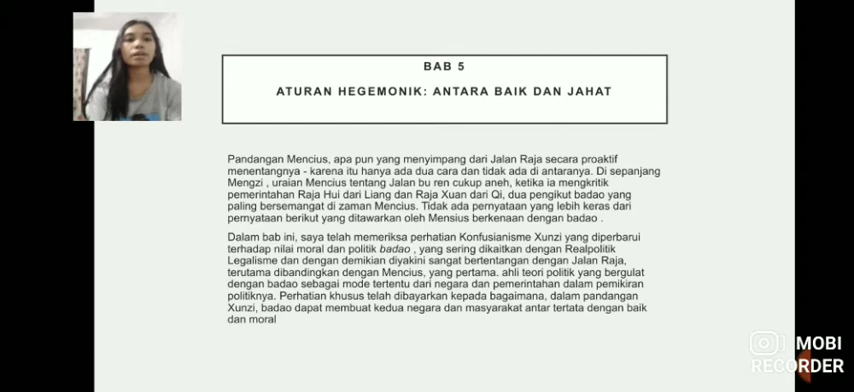 BAB 5
ATURAN HEGEMONIK: ANTARA BAIK DAN JAHAT
Pandangan Mencius, apa pun yang menyimpang dari Jalan Raja secara proaktif
menentangnya - karena itu hanya ada dua cara dan tidak ada di antaranya. Di sepanjang
Mengzi , uraian Mencius tentang Jalan bu ren cukup aneh, ketika ia mengkritik
pemerintahan Raja Hui dari Liang dan Raja Xuan dari Qi, dua pengikut badao yang
paling bersemangat di zaman Mencius. Tidak ada pernyataan yang lebih keras dari
pernyataan berikut yang ditawarkan oleh Mensius berkenaan dengan badao .
Dalam bab ini, saya telah memeriksa perhatian Konfusianisme Xunzi yang diperbarui
terhadap nilai moral dan politik badao , yang sering dikaitkan dengan Realpolitik
Legalisme dan dengan demikian diyakini sangat bertentangan dengan Jalan Raja,
terutama dibandingkan dengan Mencius, yang pertama. ahli teori politik yang bergulat
dengan badao sebagai mode tertentu dari negara dan pemerintahan dalam pemikiran
politiknya. Perhatian khusus telah dibayarkan kepada bagaimana, dalam pandangan
Xunzi, badao dapat membuat kedua negara dan masyarakat antar tertata dengan baik
dan moral
MOBI
RECORDER